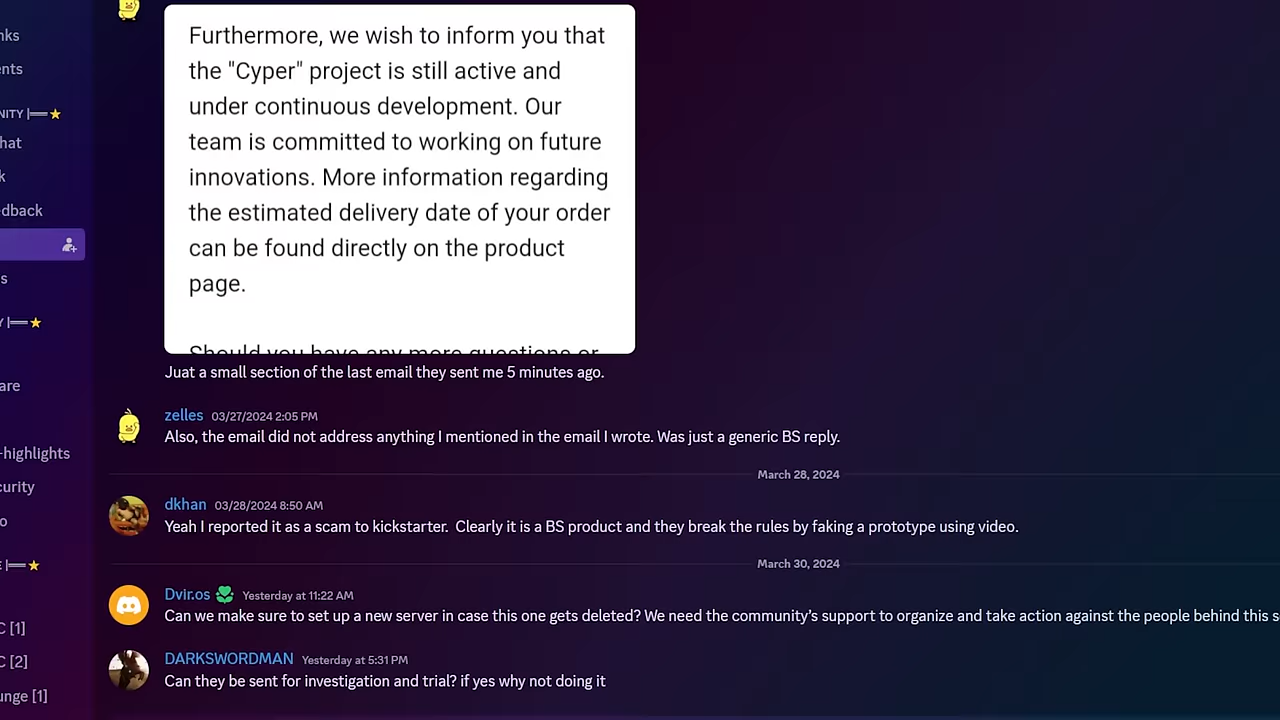 Furthermore, we wish to inform you that
the "Cyper" project is still active and
under continuous development. Our
team is committed to working on future
innovations. More information regarding
the estimated delivery date of your order
can be found directly on the product
page.
Should you have any more questions or
Juat a small section of the last email they sent me 5 minutes ago.
zelles 03/27/2024 2:05 PM
Also, the email did not address anything I mentioned in the email I wrote. Was just a generic BS reply.
March 28, 2024
dkhan 03/28/2024 8:50 AM
Yeah I reported it as a scam to kickstarter. Clearly it is a BS product and they break the rules by faking a prototype using video.
March 30, 2024
Dvir.os Yesterday at 11:22 AM
Can we make sure to set up a new server in case this one gets deleted? We need the community's support to organize and take action against the people behind this s
DARKSWORDMAN Yesterday at 5:31 PM
Can they be sent for investigation and trial? if yes why not doing it
nks
ents
NITY
hat
k
edback
s
Y
are
-highlights
curity
o
E
C [1]
C [2]
unge [1]